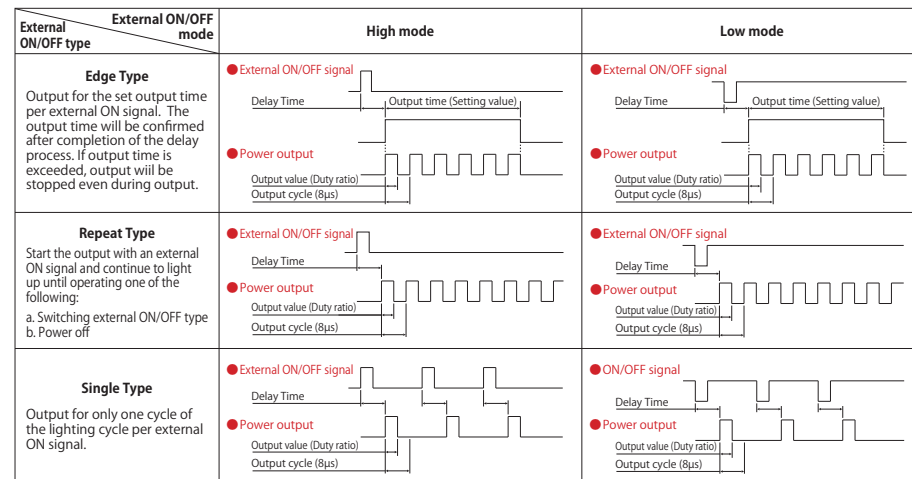 External ON/OFF mode
External ON/OFF type
High mode
Low mode
Edge Type
Output for the set output time
per external ON signal. The
output time will be confirmed
after completion of the delay
process. If output time is
exceeded, output wiil be
stopped even during output.
●External ON/OFF signal
Delay Time
Output time (Setting value)
●Power output
Output value (Duty ratio)
Output cycle (8μs)
●External ON/OFF signal
Delay Time
Output time (Setting value)
●Power output
Output value (Duty ratio)
Output cycle (8μs)
Repeat Type
Start the output with an external
ON signal and continue to light
up until operating one of the
following:
a. Switching external ON/OFF type
b. Power off
●External ON/OFF signal
Delay Time
●Power output
Output value (Duty ratio)
Output cycle (8μs)
●External ON/OFF signal
Delay Time
●Power output
Output value (Duty ratio)
Output cycle (8μs)
Single Type
Output for only one cycle of
the lighting cycle per external
ON signal.
●External ON/OFF signal
Delay Time
●Power output
Output value (Duty ratio)
Output cycle (8μs)
●ON/OFF signal
Delay Time
●Power output
Output value (Duty ratio)
Output cycle (8μs)